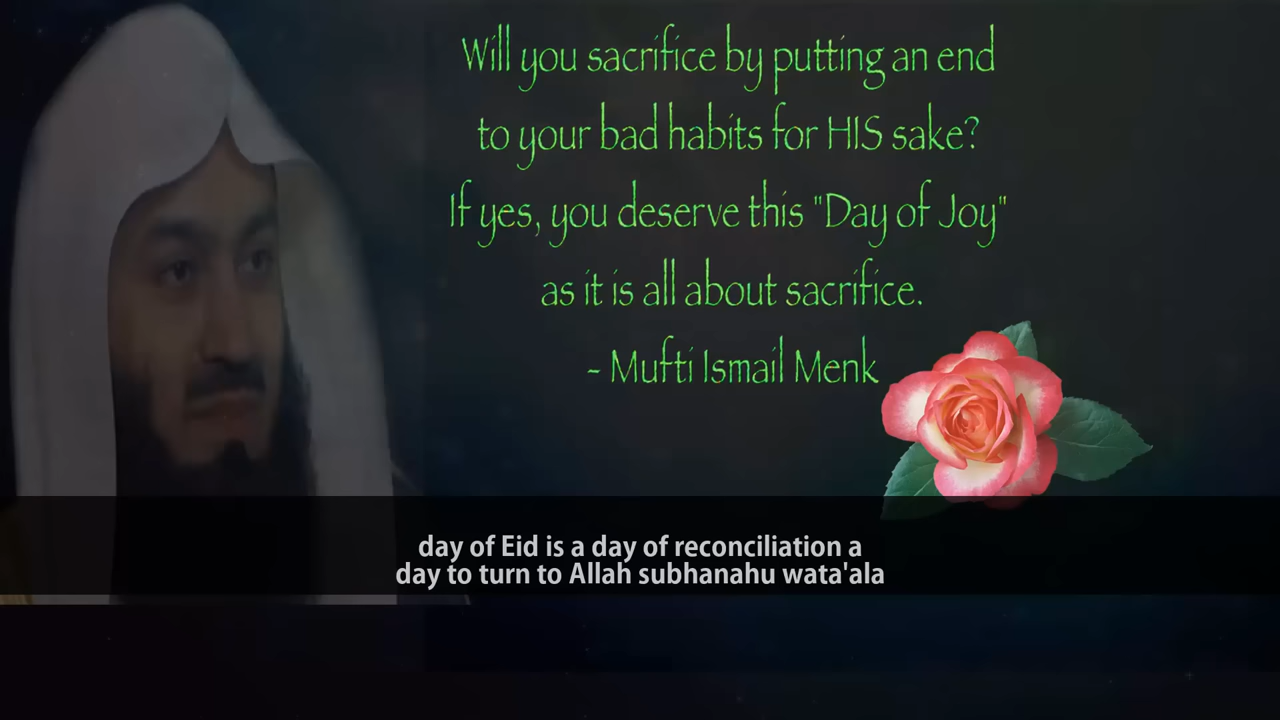 Will you sacrifice by putting an end
to your bad habits for HIS sake?
If yes, you deserve this "Day of Joy"
as it is all about sacrifice.
- Mufti Ismail Menk
day of Eid is a day of reconciliation a
day to turn to Allah subhanahu wata'ala